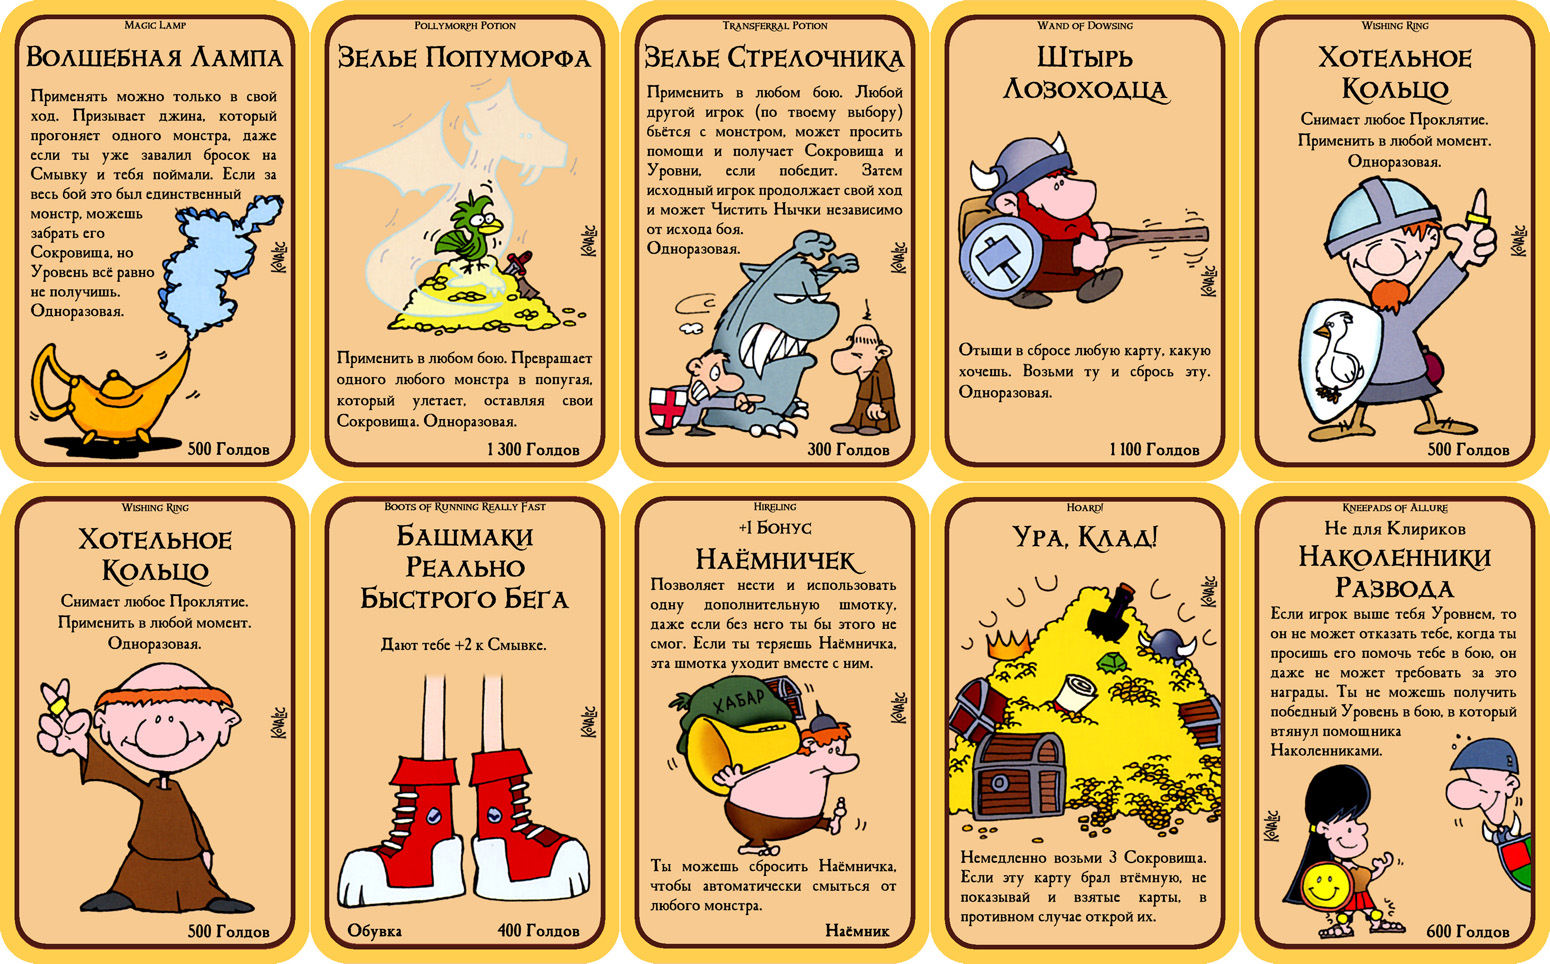 Magic Lamp
Волшебная Лампа
Применять можно только в свой
ход. Призывает джина, который
прогоняет одного монстра, даже
если ты уже завалил бросок на
Смывку и тебя поймали. Если за
весь бой это был единственный
монстр, можешь
забрать его
Сокровища, но
Уровень всё равно
не получишь.
Одноразовая.
Kovalic
500 Голдов
Pollymorph Potion
Зелье Попуморфа
Kovalic
Применить в любом бою. Превращает
одного любого монстра в попугая,
который улетает, оставляя свои
Сокровища. Одноразовая.
1 300 Голдов
Transferral Potion
Зелье Стрелочника
Применить в любом бою. Любой
другой игрок (по твоему выбору)
бьётся с монстром, может просить
помощи и получает Сокровища и
Уровни, если победит. Затем
исходный игрок продолжает свой ход
и может Чистить Нычки независимо
от исхода боя.
Одноразовая.
Kovalic
300 Голдов
Wand of Dowsing
Штырь
Лозоходца
Kovalic
Отыщи в сбросе любую карту, какую
хочешь. Возьми ту и сбрось эту.
Одноразовая.
1 100 Голдов
Wishing Ring
Хотельное
Кольцо
Снимает любое Проклятие.
Применить в любой момент.
Одноразовая.
Kovalic
500 Голдов
Wishing Ring
Хотельное
Кольцо
Снимает любое Проклятие.
Применить в любой момент.
Одноразовая.
Kovalic
500 Голдов
Boots of Running Really Fast
Башмаки
Реально
Быстрого Бега
Дают тебе +2 к Смывке.
Kovalic
Обувка 400 Голдов
Hireling
+1 Бонус
Наёмничек
Позволяет нести и использовать
одну дополнительную шмотку,
даже если без него ты бы этого не
смог. Если ты теряешь Наёмничка,
эта шмотка уходит вместе с ним.
ХАБАР
Kovalic
Ты можешь сбросить Наёмничка,
чтобы автоматически смыться от
любого монстра.
Наёмник
Hoard!
Ура, Клад!
Kovalic
Немедленно возьми 3 Сокровища.
Если эту карту брал втёмную, не
показывай и взятые карты, в
противном случае открой их.
Kneepads of Allure
Не для Клириков
Наколенники
Развода
Если игрок выше тебя Уровнем, то
он не может отказать тебе, когда ты
просишь его помочь тебе в бою, он
даже не может требовать за это
награды. Ты не можешь получить
победный Уровень в бою, в который
втянул помощника
Наколенниками.
Kovalic
600 Голдов